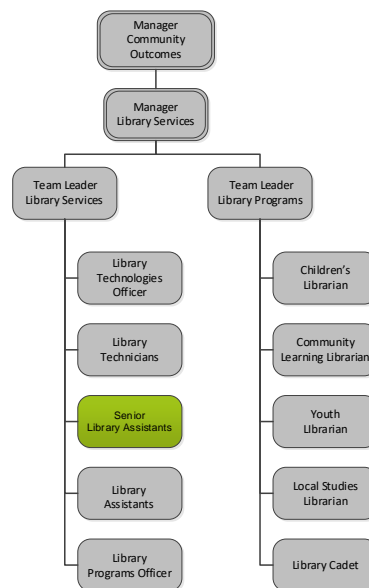 Manager
Community
Outcomes
Manager
Library Services
Team Leader
Library Services
Team Leader
Library Programs
Library
Technologies
Officer
Library
Technicians
Senior
Library Assistants
Library
Assistants
Library
Programs Officer
Children's
Librarian
Community
Learning Librarian
Youth
LIbrarian
Local Studies
Librarian
Library Cadet